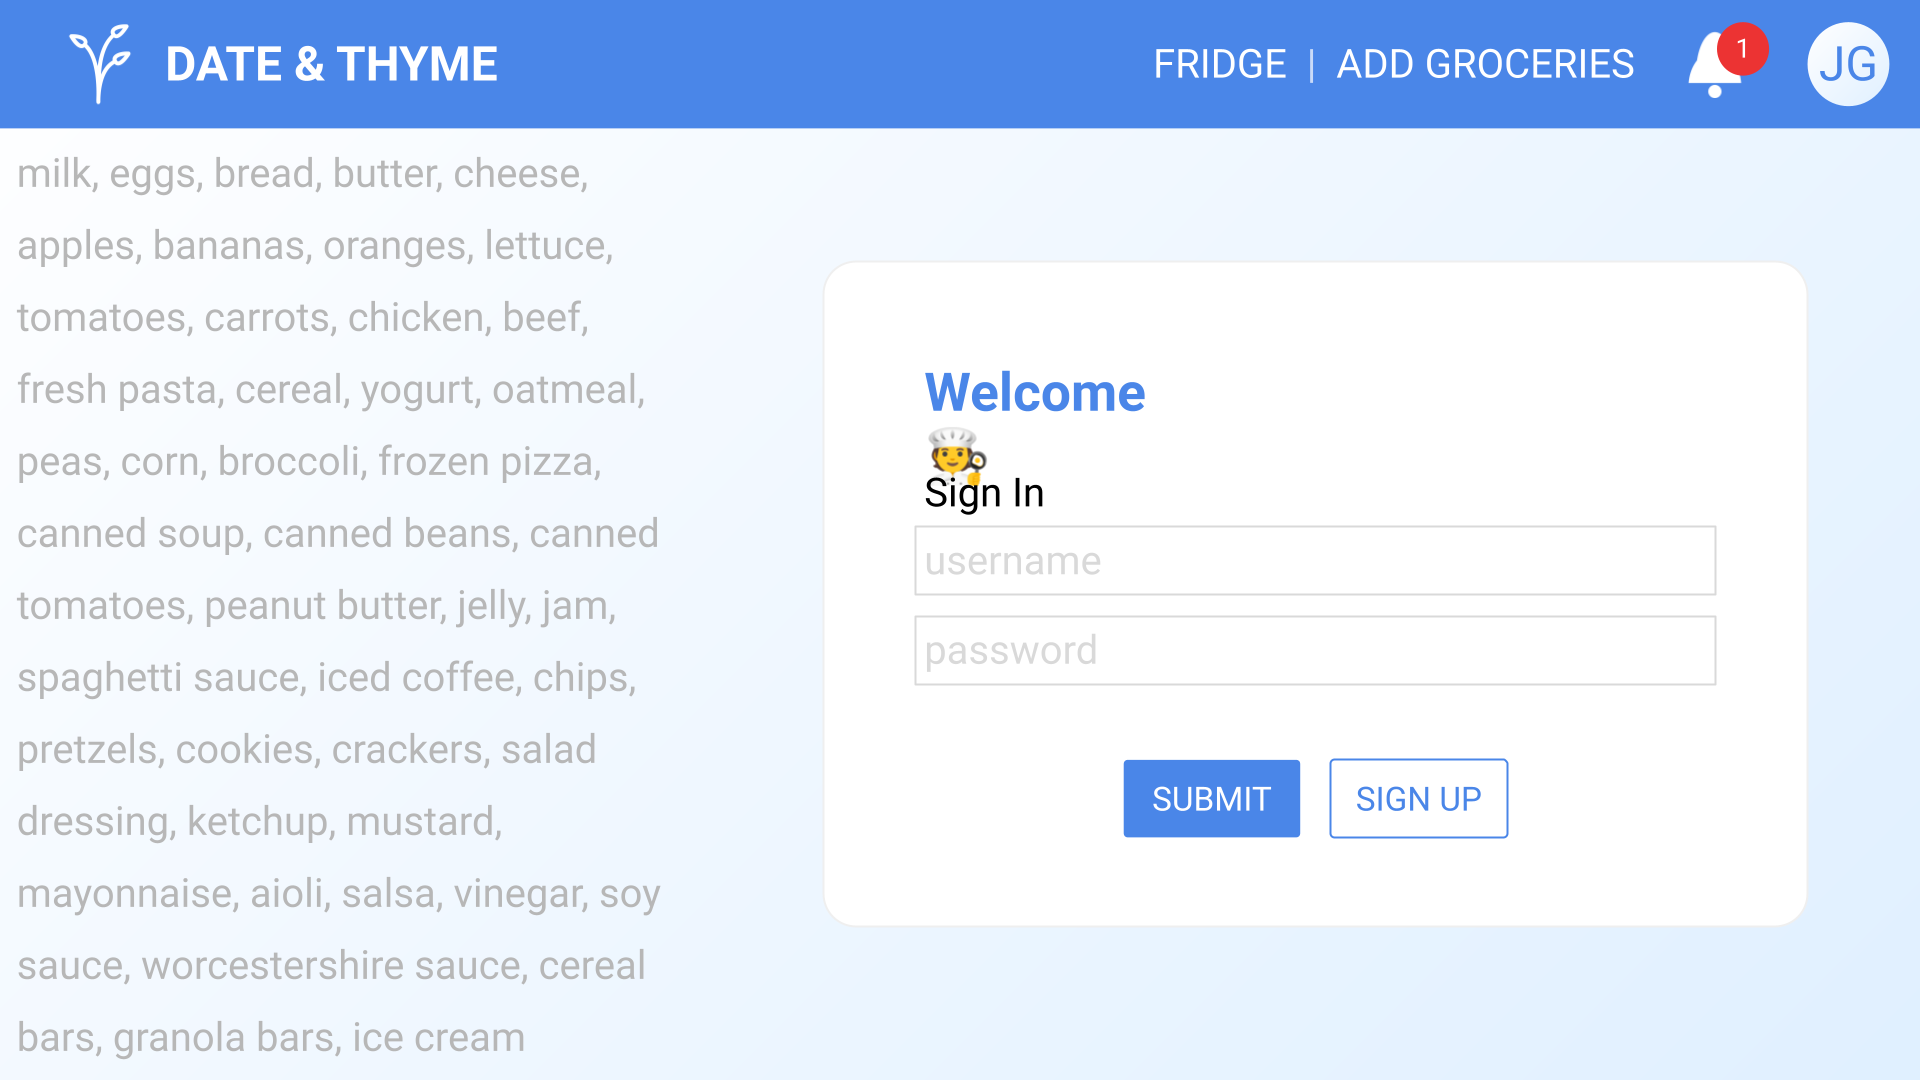 DATE & THYME
FRIDGE | ADD GROCERIES
1
JG
milk, eggs, bread, butter, cheese,
apples, bananas, oranges, lettuce,
tomatoes, carrots, chicken, beef,
fresh pasta, cereal, yogurt, oatmeal,
peas, corn, broccoli, frozen pizza,
canned soup, canned beans, canned
tomatoes, peanut butter, jelly, jam,
spaghetti sauce, iced coffee, chips,
pretzels, cookies, crackers, salad
dressing, ketchup, mustard,
mayonnaise, aioli, salsa, vinegar, soy
sauce, worcestershire sauce, cereal
bars, granola bars, ice cream
Welcome
Sign In
username
password
SUBMIT
SIGN UP